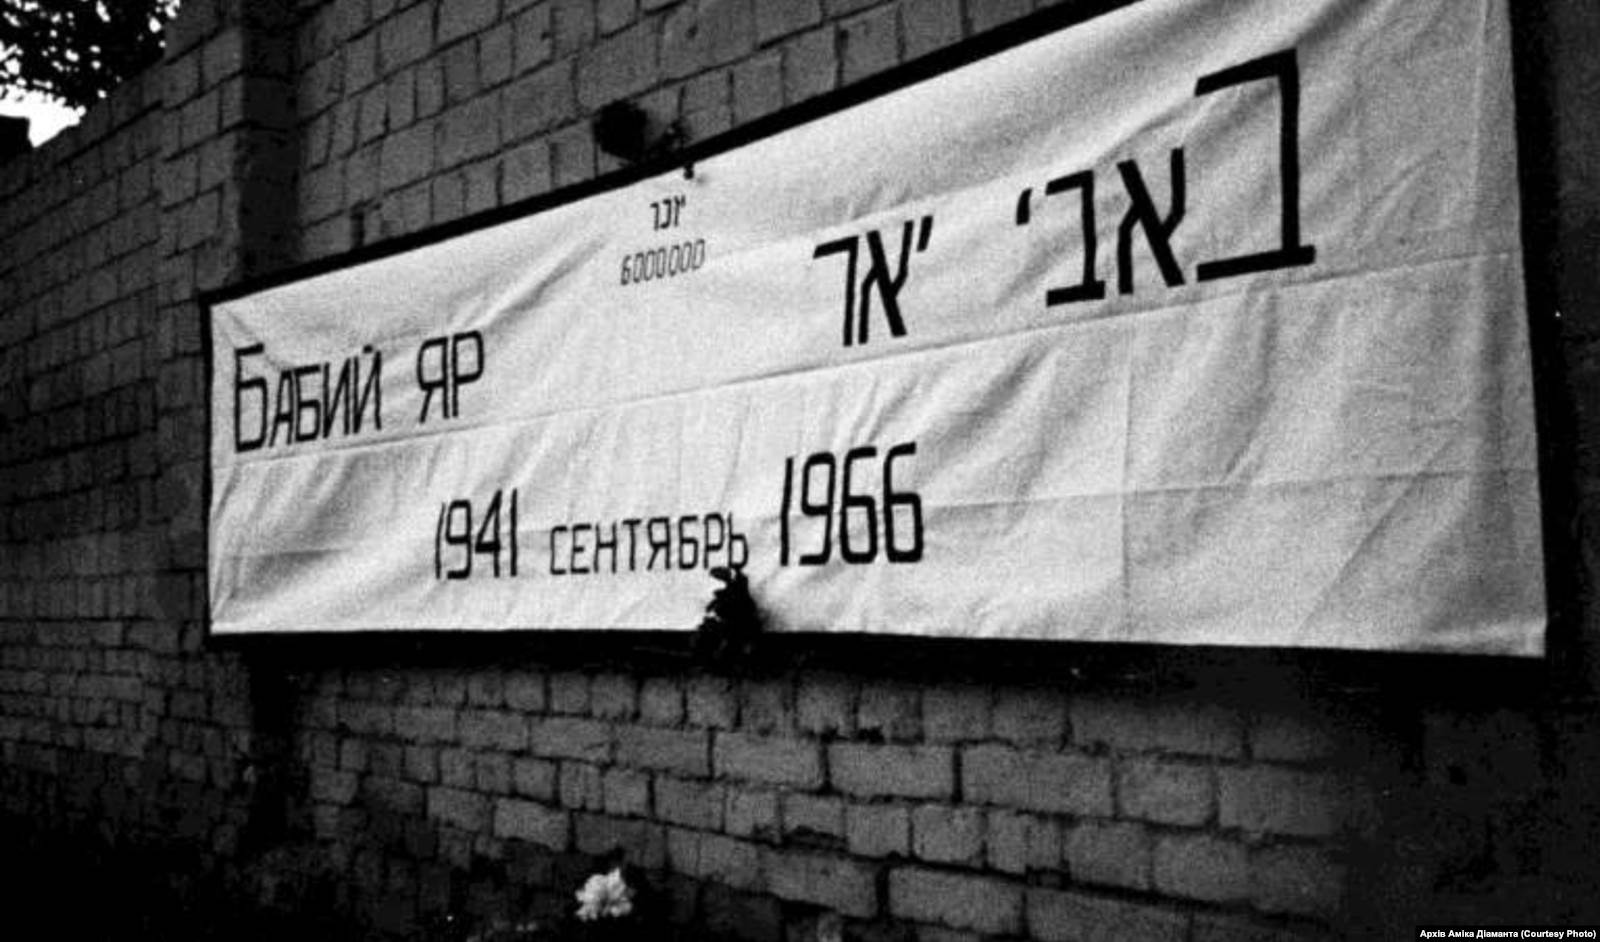 יזכר
6000000
באבי יאר
Бабий Яр
1941 сентябрь 1966
Архів Аміка Діаманта (Courtesy Photo)